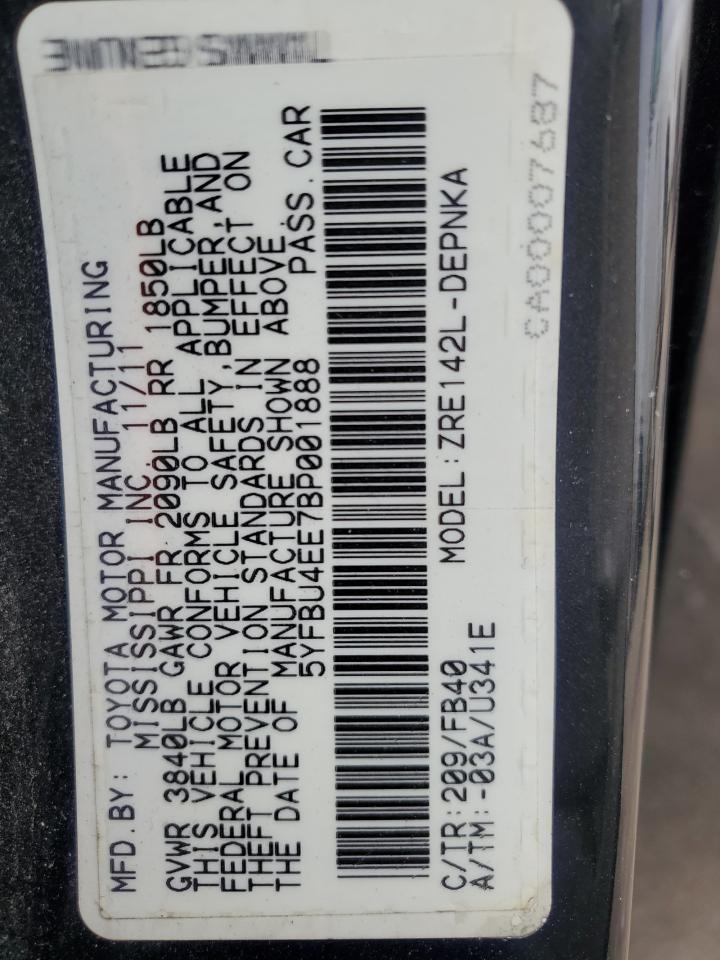 MFD.BY: TOYOTA MOTOR MANUFACTURING
MISSISSIPPI INC. 11/11
GVWR 3840LB GAWR FR 2090LB RR 1850LB
THIS VEHICLE CONFORMS TO ALL APPLICABLE
FEDERAL MOTOR VEHICLE SAFETY,BUMPER,AND
THEFT PREVENTION STANDARDS IN EFFECT ON
THE DATE OF MANUFACTURE SHOWN ABOVE.
5YFBU4EE7BP001888 PASS.CAR
C/TR:209/FB40 MODEL:ZRE142L-DEPNKA
A/TM:-03A/U341E
CA00007687